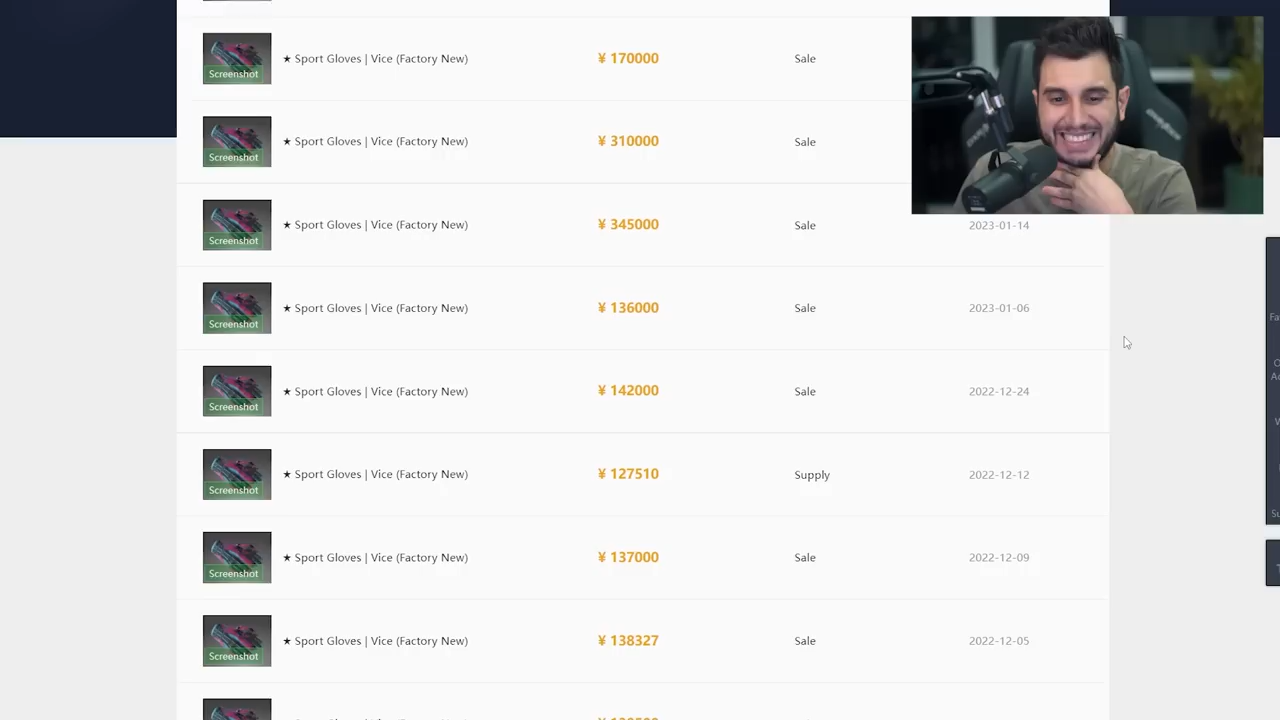 ★ Sport Gloves | Vice (Factory New) ¥ 170000 Sale
Screenshot
★ Sport Gloves | Vice (Factory New) ¥ 310000 Sale
Screenshot
★ Sport Gloves | Vice (Factory New) ¥ 345000 Sale 2023-01-14
Screenshot
★ Sport Gloves | Vice (Factory New) ¥ 136000 Sale 2023-01-06
Screenshot
★ Sport Gloves | Vice (Factory New) ¥ 142000 Sale 2022-12-24
Screenshot
★ Sport Gloves | Vice (Factory New) ¥ 127510 Supply 2022-12-12
Screenshot
★ Sport Gloves | Vice (Factory New) ¥ 137000 Sale 2022-12-09
Screenshot
★ Sport Gloves | Vice (Factory New) ¥ 138327 Sale 2022-12-05
Screenshot